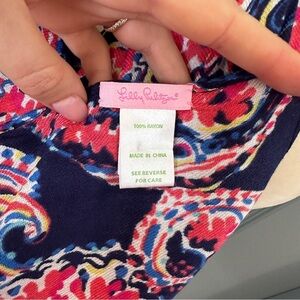 Lilly Pulitzer®
100% RAYON
MADE IN CHINA
SEE REVERSE
FOR CARE